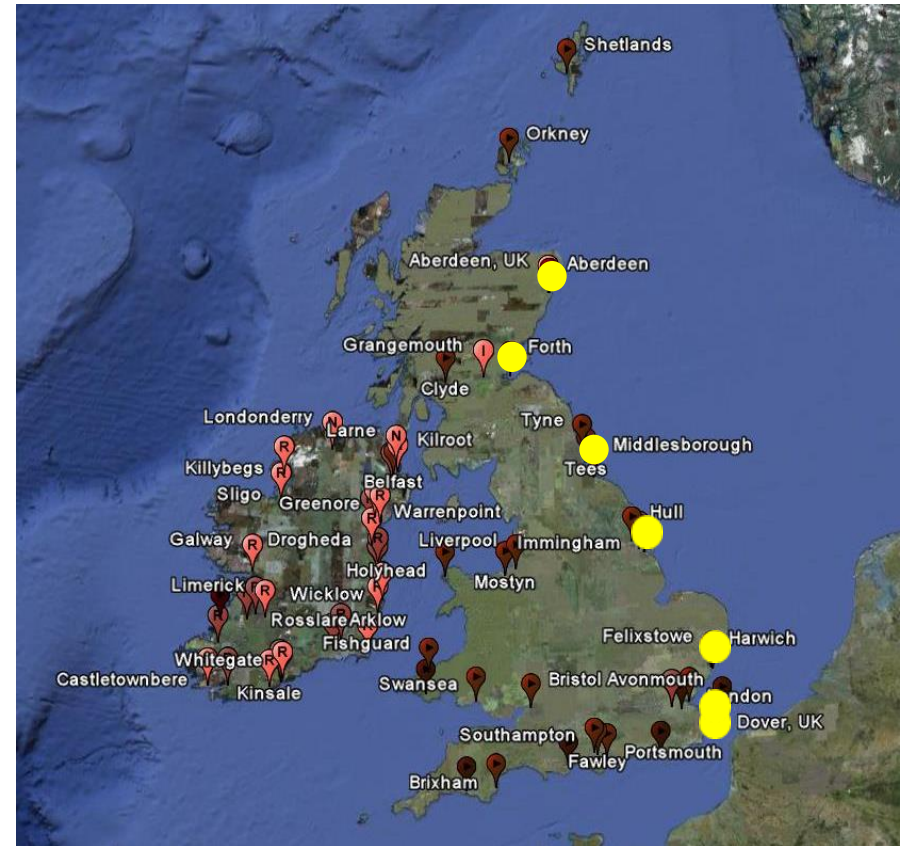 Shetlands
Orkney
Aberdeen, UK
Aberdeen
Grangemouth
I
Forth
Clyde
Londonderry
N
Larne
N
Kilroot
Tyne
Middlesborough
R
Killybegs
R
Belfast
Tees
Sligo
Greenore
R
Warrenpoint
R
Hull
Galway
R
Drogheda
R
Liverpool
Immingham
Holyhead
Mostyn
Limerick
R
Wicklow
R
R
R
Rosslare
Arklow
Fishguard
Felixstowe
Harwich
Whitegate
R
R
Castletownbere
Kinsale
Swansea
Bristol
Avonmouth
Dover, UK
Southampton
Portsmouth
Fawley
Brixham